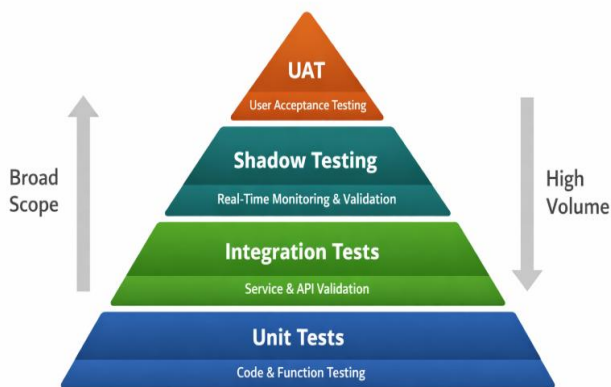 UAT
User Acceptance Testing
Shadow Testing
Real-Time Monitoring & Validation
Broad
Scope
High
Volume
Integration Tests
Service & API Validation
Unit Tests
Code & Function Testing